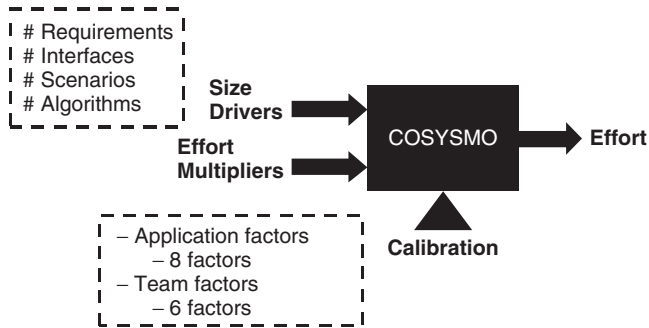 # Requirements
# Interfaces
# Scenarios
# Algorithms
Size
Drivers
Effort
Multipliers
COSYSMO
Effort
Calibration
– Application factors
– 8 factors
– Team factors
– 6 factors